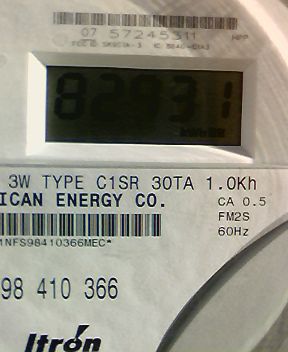 07 57245311
82931
3W TYPE C1SR 30TA 1.0Kh
ICAN ENERGY CO.
CA 0.5
FM2S
60Hz
1NFS98410366MEC*
98 410 366
Itron